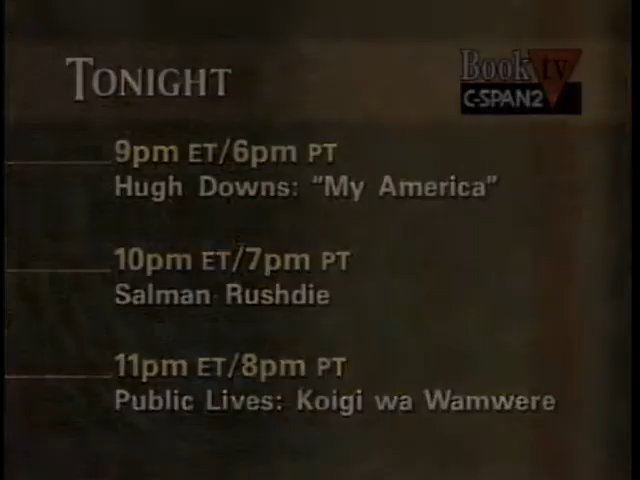 TONIGHT
Book tv
C-SPAN2
9pm ET/6pm PT
Hugh Downs: "My America"
10pm ET/7pm PT
Salman Rushdie
11pm ET/8pm PT
Public Lives: Koigi wa Wamwere